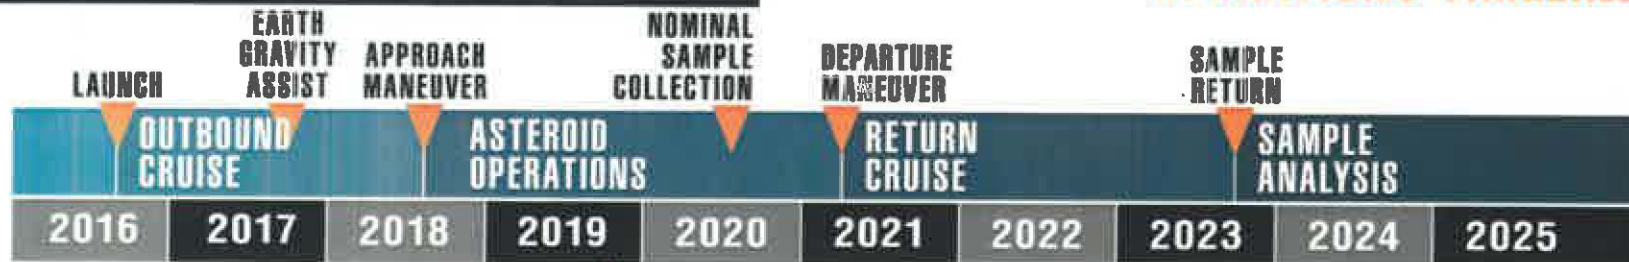 EARTH
GRAVITY
ASSIST
NOMINAL
SAMPLE
COLLECTION
LAUNCH
APPROACH
MANEUVER
DEPARTURE
MANEUVER
SAMPLE
RETURN
OUTBOUND
CRUISE
ASTEROID
OPERATIONS
RETURN
CRUISE
SAMPLE
ANALYSIS
2016 2017 2018 2019 2020 2021 2022 2023 2024 2025